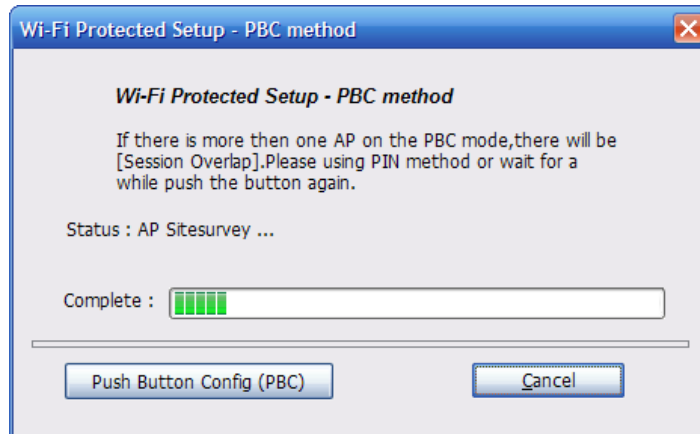 Wi-Fi Protected Setup - PBC method
Wi-Fi Protected Setup - PBC method
If there is more then one AP on the PBC mode,there will be
[Session Overlap].Please using PIN method or wait for a
while push the button again.
Status : AP Sitesurvey ...
Complete :
Push Button Config (PBC)
Cancel